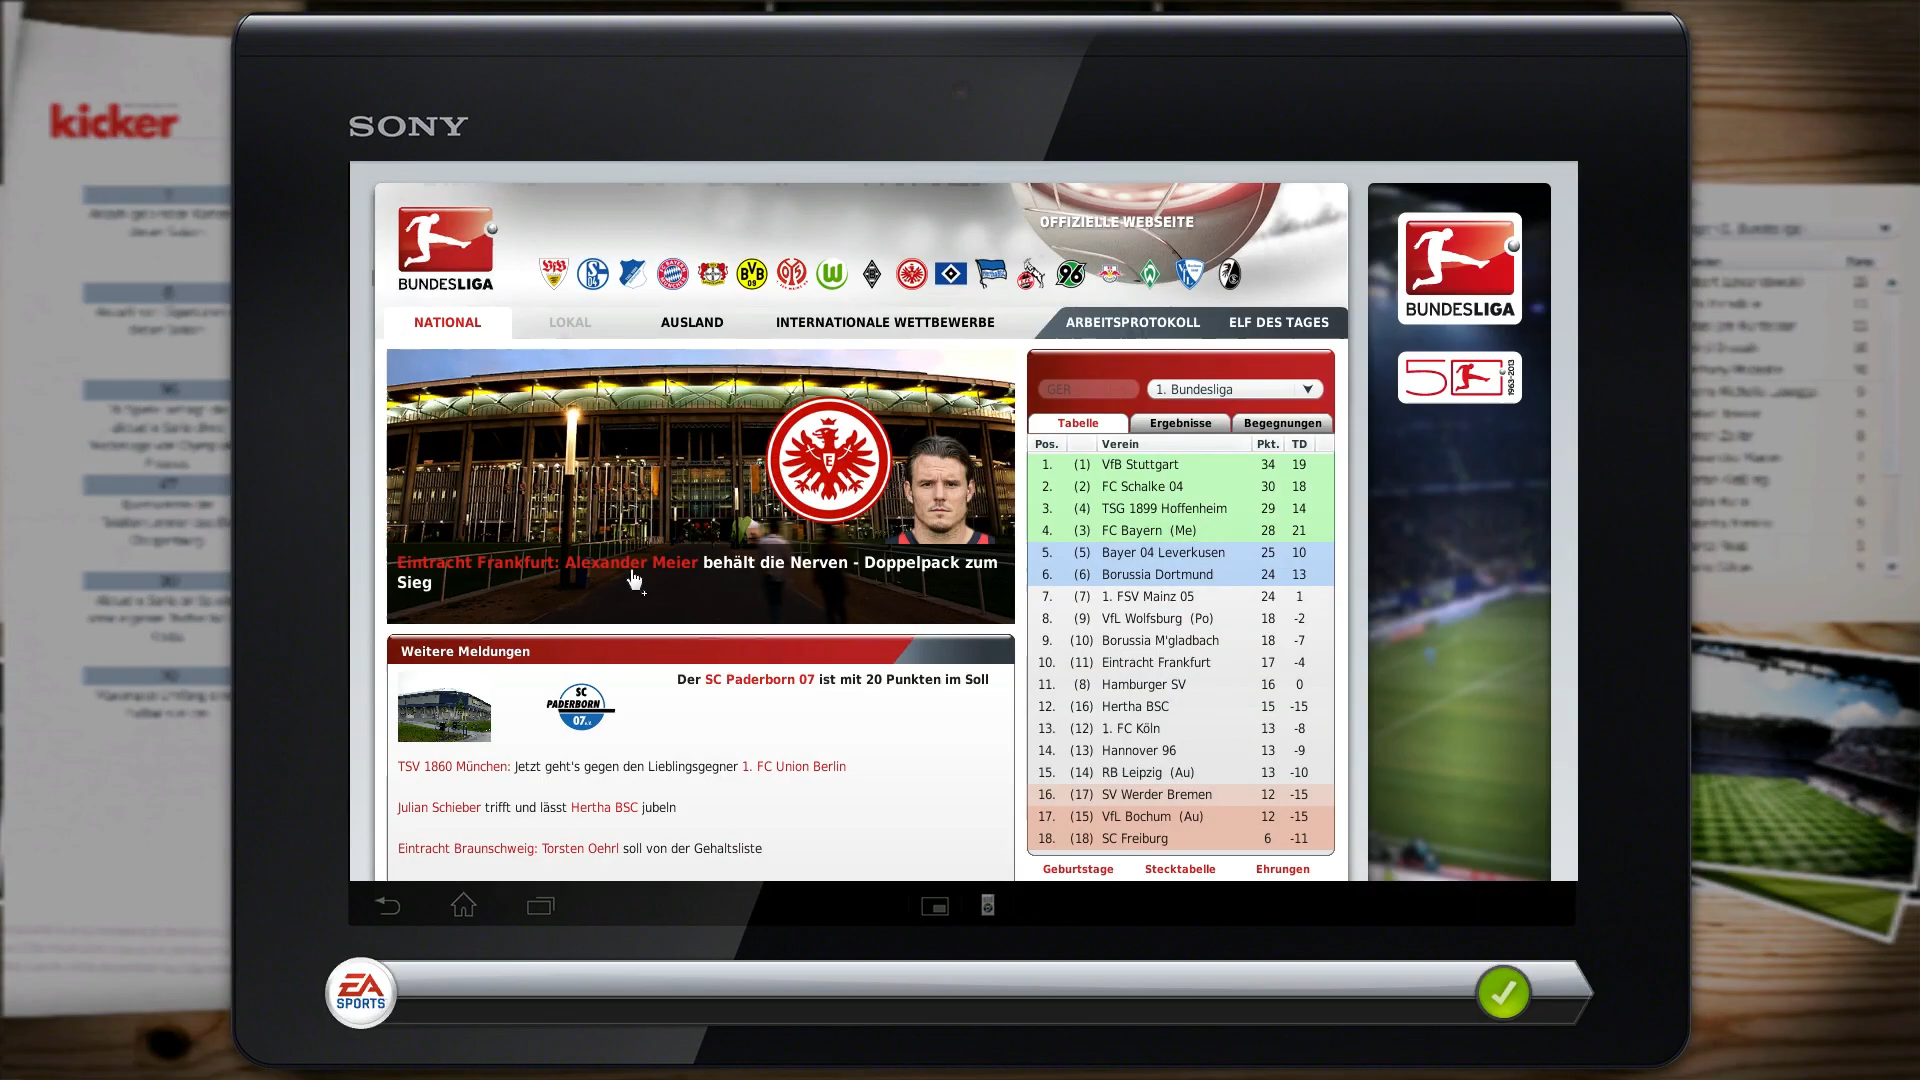 kicker
SONY
BUNDESLIGA
OFFIZIELLE WEBSEITE
NATIONAL
LOKAL
AUSLAND
INTERNATIONALE WETTBEWERBE
ARBEITSPROTOKOLL
ELF DES TAGES
Eintracht Frankfurt: Alexander Meier behält die Nerven - Doppelpack zum
Sieg
Weitere Meldungen
SC
PADERBORN
07 e.V.
Der SC Paderborn 07 ist mit 20 Punkten im Soll
TSV 1860 München: Jetzt geht's gegen den Lieblingsgegner 1. FC Union Berlin
Julian Schieber trifft und lässt Hertha BSC jubeln
Eintracht Braunschweig: Torsten Oehrl soll von der Gehaltsliste
GER
1. Bundesliga
Tabelle Ergebnisse Begegnungen
Pos. Verein Pkt. TD
1. (1) VfB Stuttgart 34 19
2. (2) FC Schalke 04 30 18
3. (4) TSG 1899 Hoffenheim 29 14
4. (3) FC Bayern (Me) 28 21
5. (5) Bayer 04 Leverkusen 25 10
6. (6) Borussia Dortmund 24 13
7. (7) 1. FSV Mainz 05 24 1
8. (9) VfL Wolfsburg (Po) 18 -2
9. (10) Borussia M'gladbach 18 -7
10. (11) Eintracht Frankfurt 17 -4
11. (8) Hamburger SV 16 0
12. (16) Hertha BSC 15 -15
13. (12) 1. FC Köln 13 -8
14. (13) Hannover 96 13 -9
15. (14) RB Leipzig (Au) 13 -10
16. (17) SV Werder Bremen 12 -15
17. (15) VfL Bochum (Au) 12 -15
18. (18) SC Freiburg 6 -11
Geburtstage Stecktabelle Ehrungen
BUNDESLIGA
50
1963-2013
EA
SPORTS